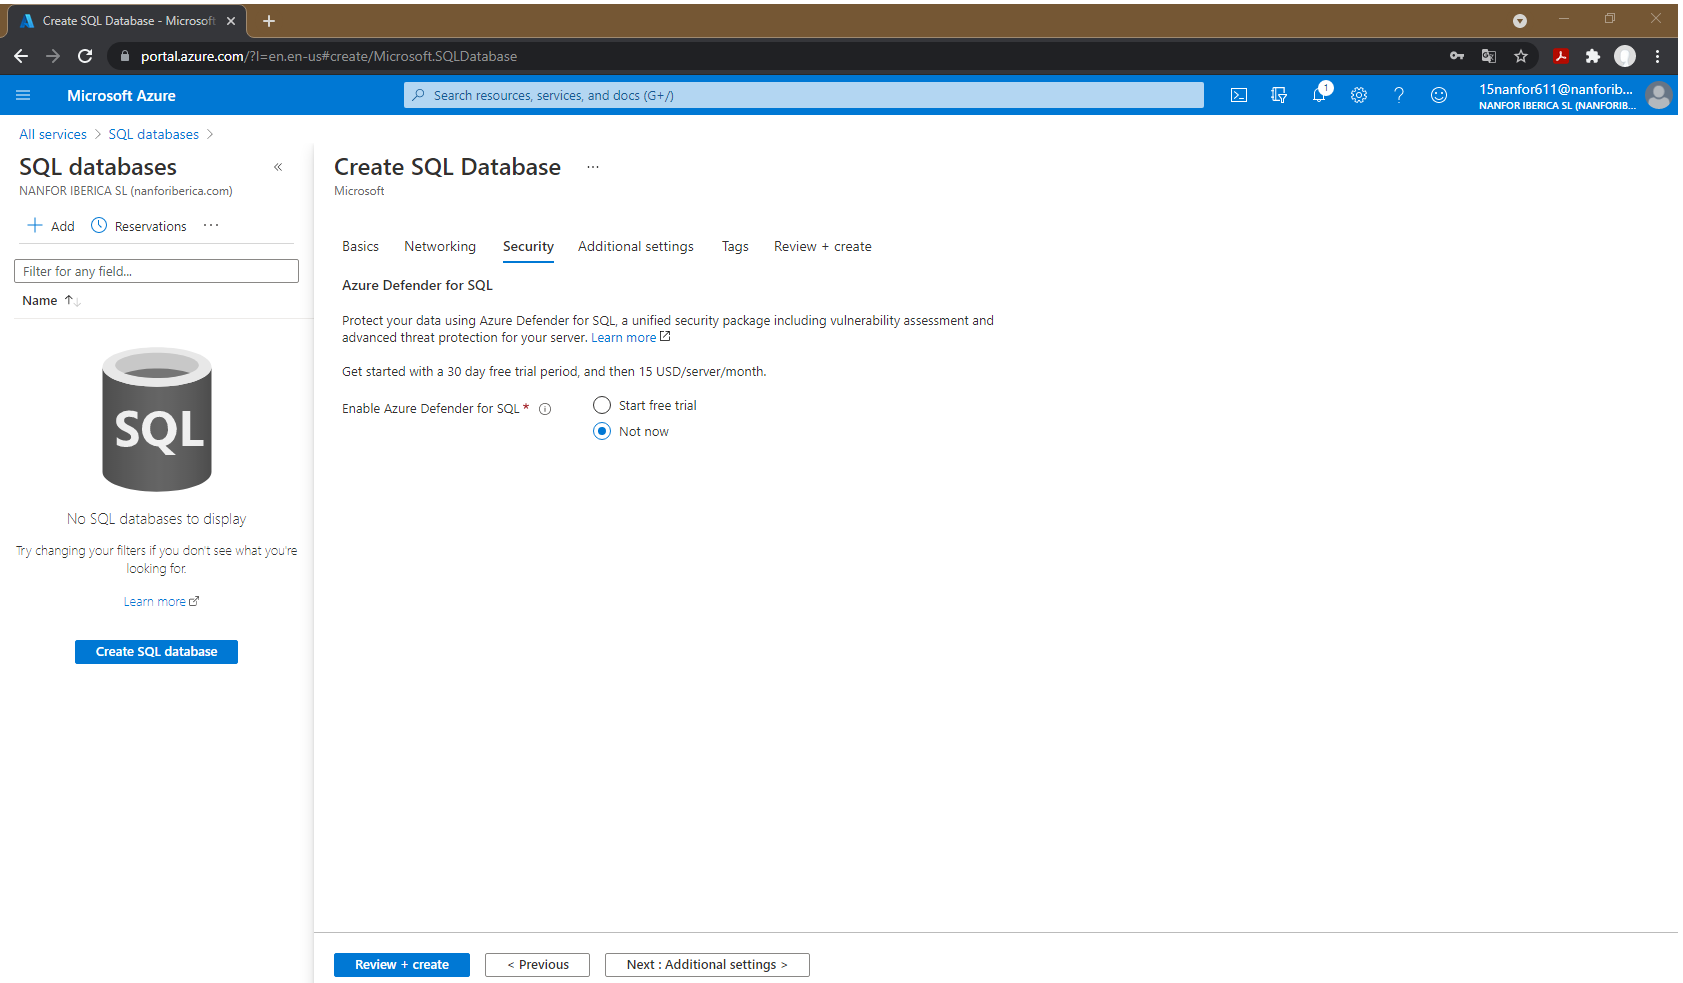 Create SQL Database - Microsoft
portal.azure.com/?l=en.en-us#create/Microsoft.SQLDatabase
Microsoft Azure
Search resources, services, and docs (G+/)
1
15nanfor611@nanforib...
NANFOR IBERICA SL (NANFORIB...
All services > SQL databases >
SQL databases
NANFOR IBERICA SL (nanforiberica.com)
Add
Reservations
Filter for any field...
Name
SQL
No SQL databases to display
Try changing your filters if you don't see what you're
looking for.
Learn more
Create SQL database
Create SQL Database
Microsoft
Basics
Networking
Security
Additional settings
Tags
Review + create
Azure Defender for SQL
Protect your data using Azure Defender for SQL, a unified security package including vulnerability assessment and
advanced threat protection for your server. Learn more
Get started with a 30 day free trial period, and then 15 USD/server/month.
Enable Azure Defender for SQL *
Start free trial
Not now
Review + create
< Previous
Next : Additional settings >